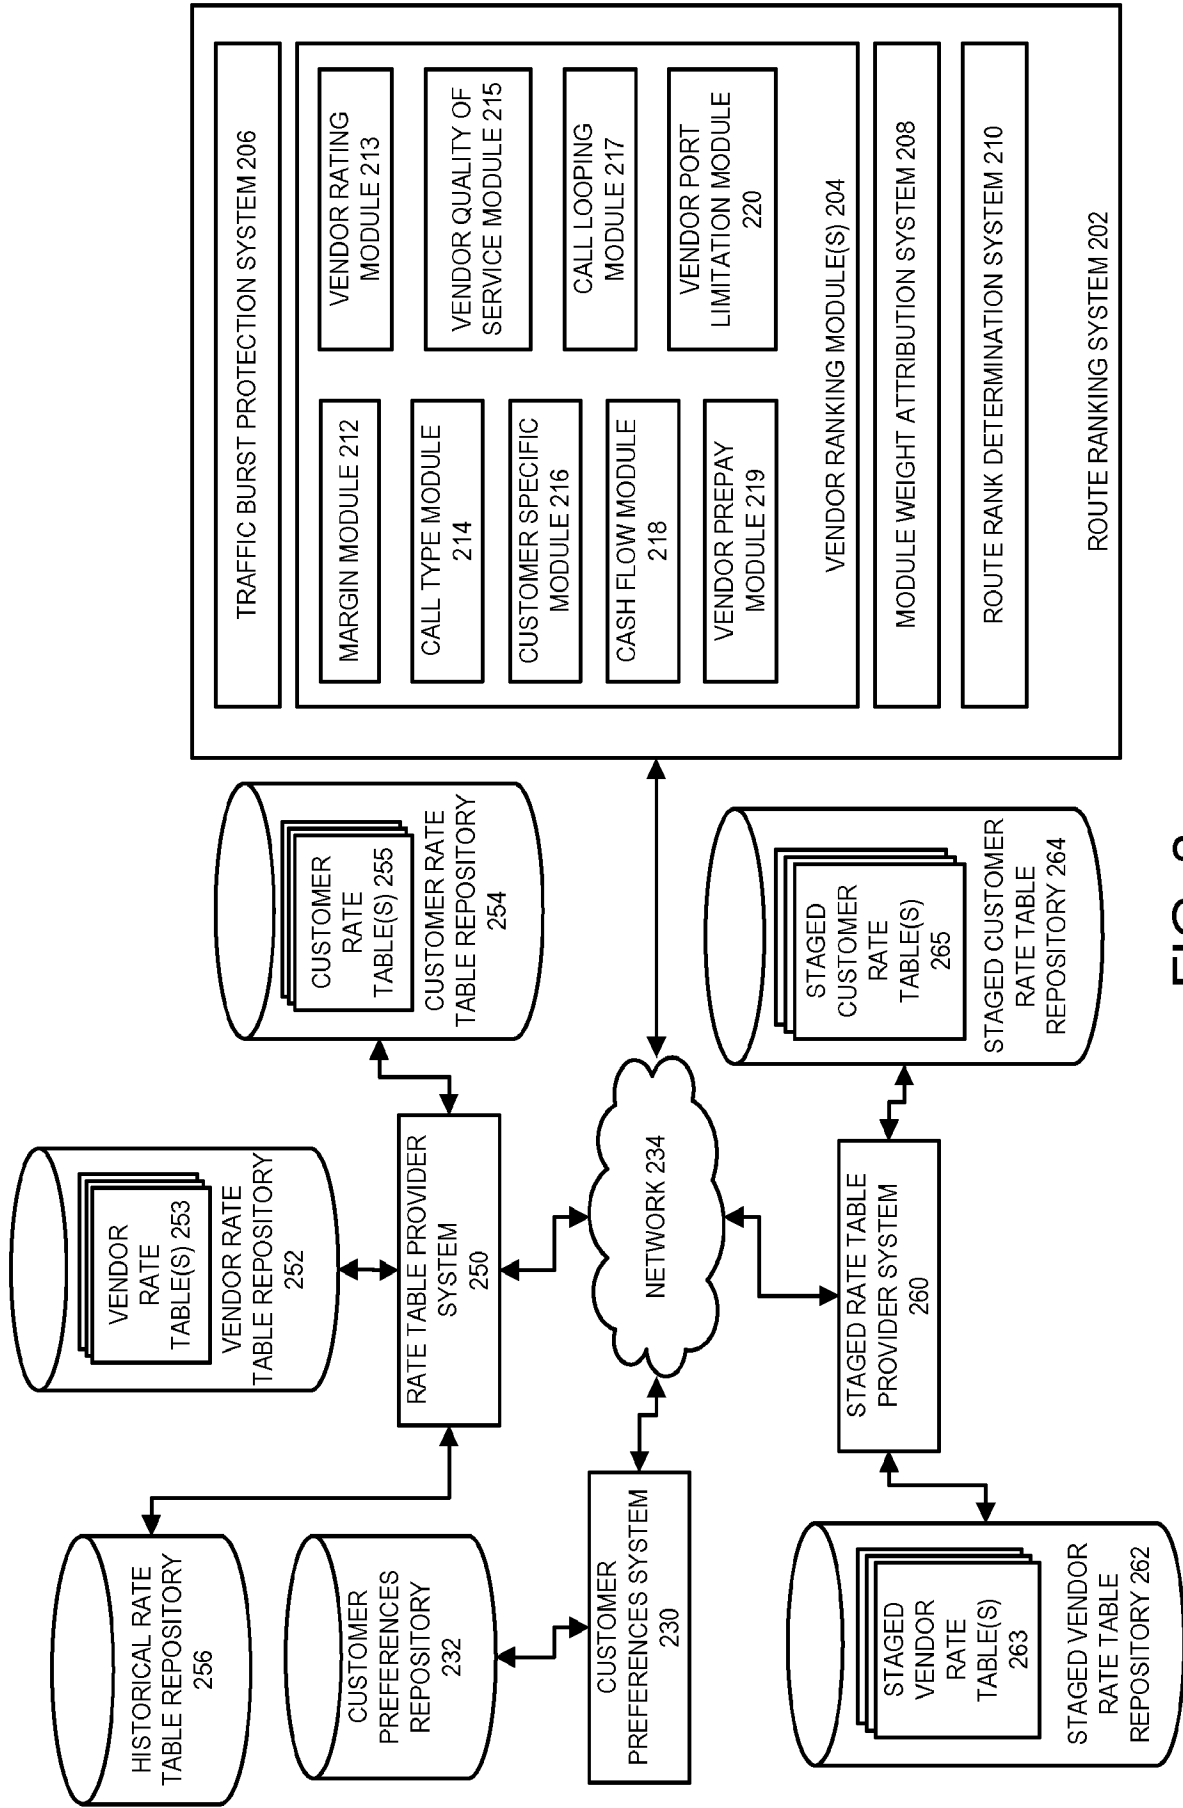 HISTORICAL RATE
TABLE REPOSITORY
256
CUSTOMER
PREFERENCES
REPOSITORY
232
CUSTOMER
PREFERENCES SYSTEM
230
STAGED
VENDOR
RATE
TABLE(S)
263
STAGED VENDOR
RATE TABLE
REPOSITORY 262
VENDOR
RATE
TABLE(S) 253
VENDOR RATE
TABLE REPOSITORY
252
RATE TABLE PROVIDER
SYSTEM 250
NETWORK 234
STAGED RATE TABLE
PROVIDER SYSTEM
260
CUSTOMER
RATE
TABLE(S) 255
CUSTOMER RATE
TABLE REPOSITORY
254
STAGED
CUSTOMER
RATE
TABLE(S)
265
STAGED CUSTOMER
RATE TABLE
REPOSITORY 264
TRAFFIC BURST PROTECTION SYSTEM 206
MARGIN MODULE 212
VENDOR RATING
MODULE 213
CALL TYPE MODULE
214
VENDOR QUALITY OF
SERVICE MODULE 215
CUSTOMER SPECIFIC
MODULE 216
CALL LOOPING
MODULE 217
CASH FLOW MODULE
218
VENDOR PREPAY
MODULE 219
VENDOR PORT
LIMITATION MODULE
220
VENDOR RANKING MODULE(S) 204
MODULE WEIGHT ATTRIBUTION SYSTEM 208
ROUTE RANK DETERMINATION SYSTEM 210
ROUTE RANKING SYSTEM 202